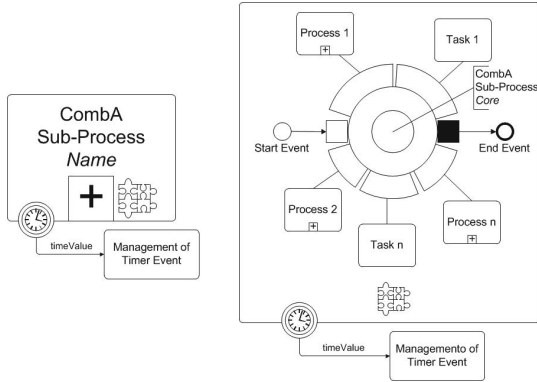 CombA
Sub-Process
Name
timeValue
Management of
Timer Event
Process 1
Task 1
CombA
Sub-Process
Core
Start Event
End Event
Process 2
Process n
Task n
timeValue
Managemento of
Timer Event